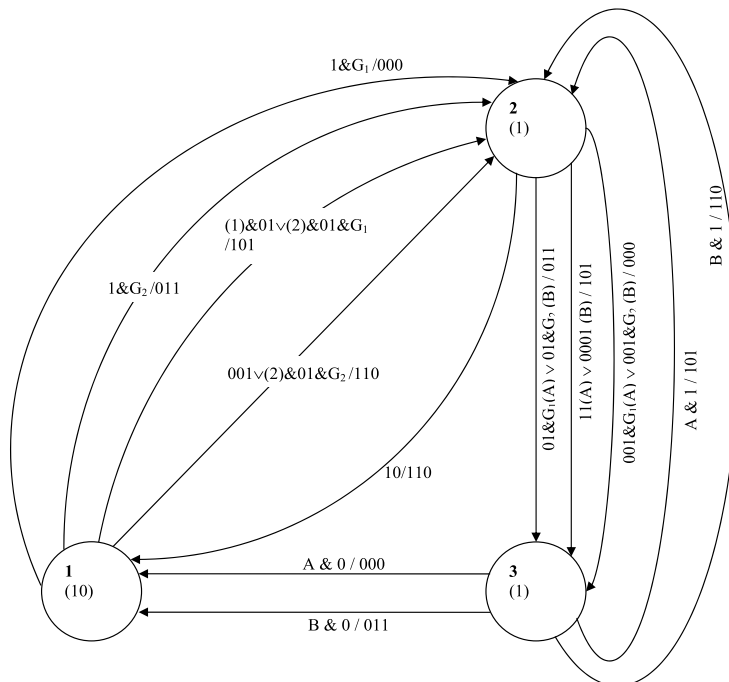 1&G₁ /000
2
(1)
(1)&01∨(2)&01&G₁
/101
1&G₂ /011
001∨(2)&01&G₂ /110
10/110
01&G₁(A) ∨ 01&G₂ (B) / 011
11(A) ∨ 0001 (B) / 101
001&G₁(A) ∨ 001&G₂ (B) / 000
A & 1 / 101
B & 1 / 110
1
(10)
A & 0 / 000
B & 0 / 011
3
(1)